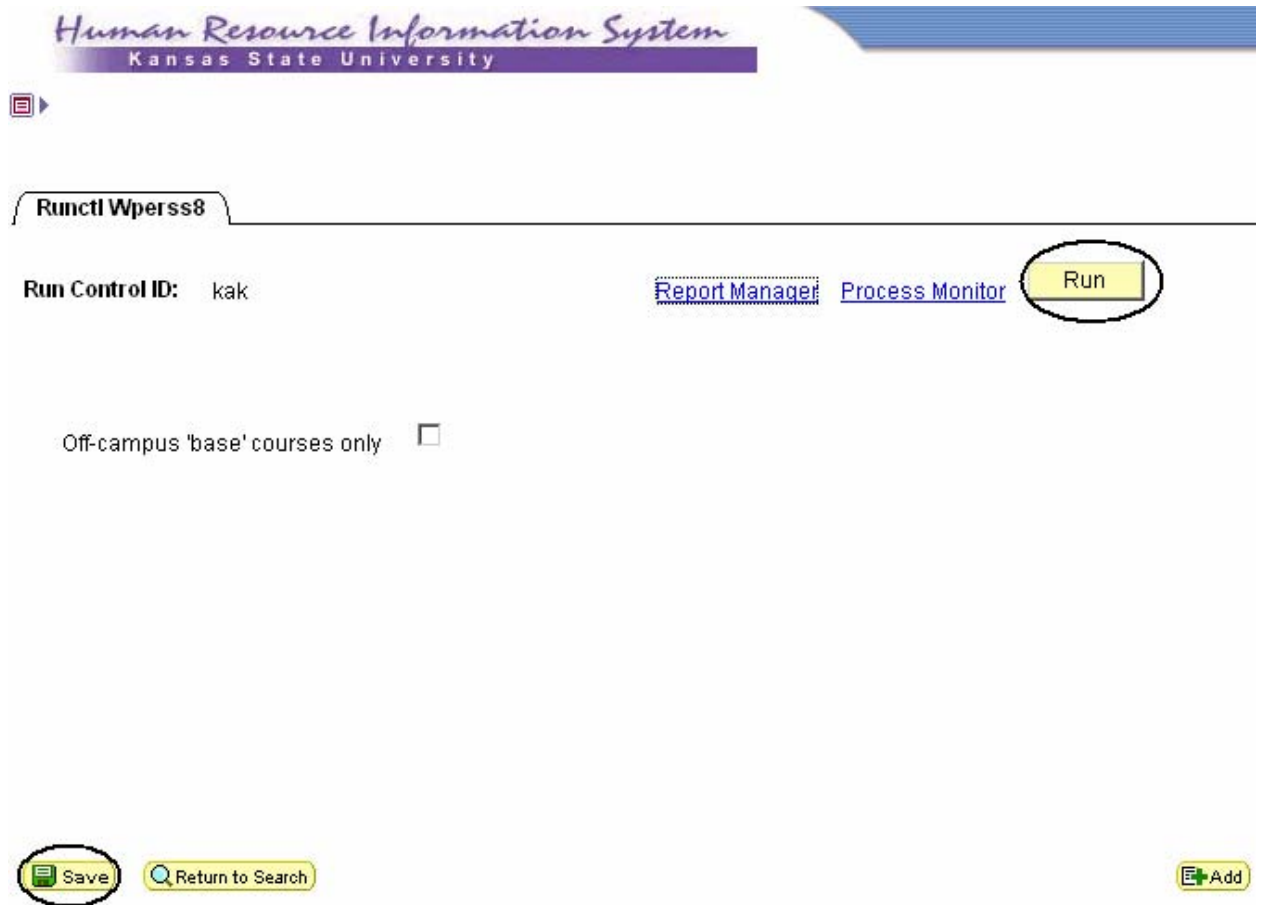 Human Resource Information System
Kansas State University
Runctl Wperss8
Run Control ID: kak Report Manager Process Monitor Run
Off-campus 'base' courses only
Save Return to Search Add